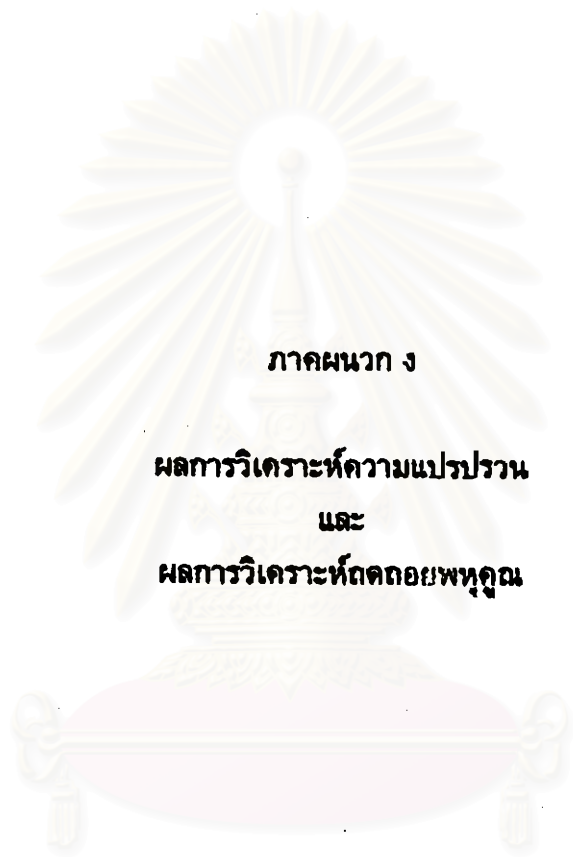 ภาคผนวก ง
ผลการวิเคราะห์ความแปรปรวน
และ
ผลการวิเคราะห์ถดถอยพหุคูณ